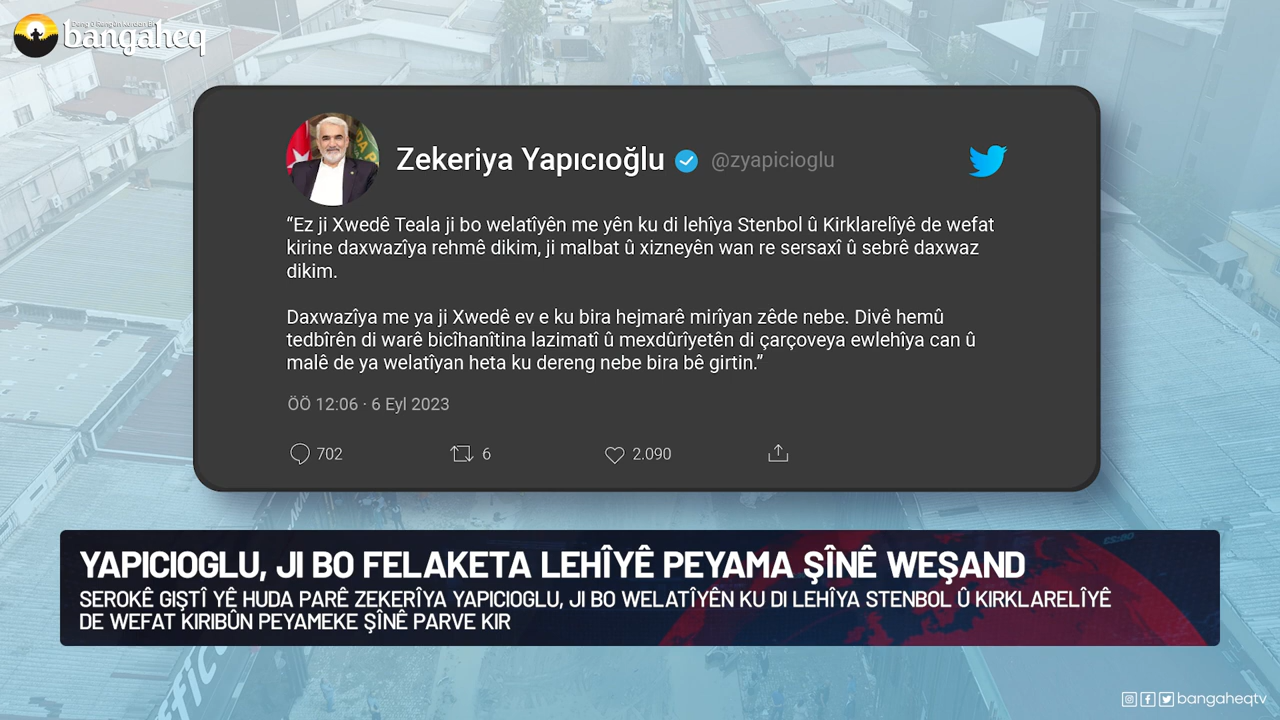 Deng û Rengên Kurdan Bi
bangaheq
Zekeriya Yapıcıoğlu @zyapicioglu
“Ez ji Xwedê Teala ji bo welatîyên me yên ku di lehîya Stenbol û Kirklarelîyê de wefat
kirine daxwazîya rehmê dikim, ji malbat û xizneyên wan re sersaxî û sebrê daxwaz
dikim.
Daxwazîya me ya ji Xwedê ev e ku bira hejmarê mirîyan zêde nebe. Divê hemû
tedbîrên di warê bicîhanîtina lazimatî û mexdûrîyetên di çarçoveya ewlehîya can û
malê de ya welatîyan heta ku dereng nebe bira bê girtin.”
ÖÖ 12:06 · 6 Eyl 2023
702 6 2.090
YAPICIOGLU, JI BO FELAKETA LEHÎYÊ PEYAMA ŞÎNÊ WEŞAND
SEROKÊ GIŞTÎ YÊ HUDA PARÊ ZEKERÎYA YAPICIOGLU, JI BO WELATÎYÊN KU DI LEHÎYA STENBOL Û KIRKLARELÎYÊ
DE WEFAT KIRIBÛN PEYAMEKE ŞÎNÊ PARVE KIR
bangaheqtv